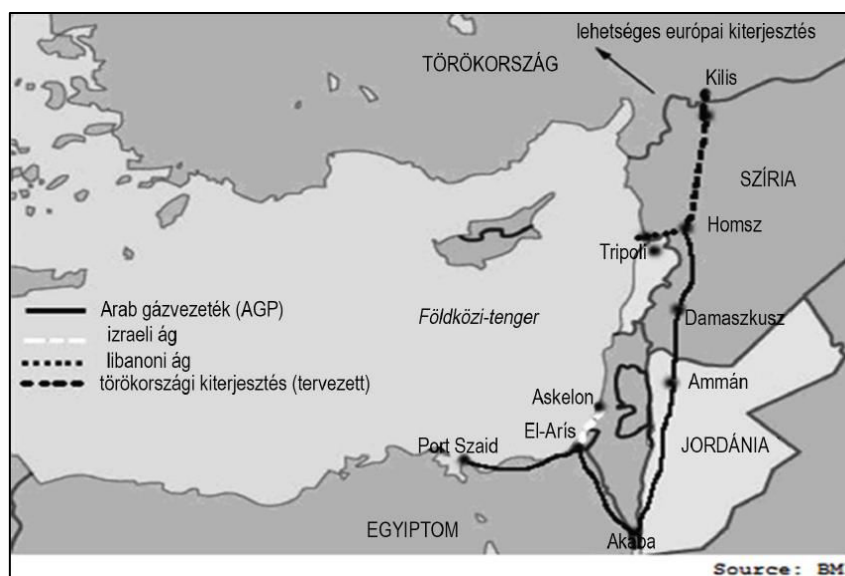 lehetséges európai kiterjesztés
TÖRÖKORSZÁG
Kilis
SZÍRIA
Homsz
Tripoli
Arab gázvezeték (AGP)
izraeli ág
libanoni ág
törökországi kiterjesztés (tervezett)
Földközi-tenger
Damaszkusz
Ammán
Askelon
El-Arís
Port Szaid
JORDÁNIA
EGYIPTOM
Akaba
Source: BM